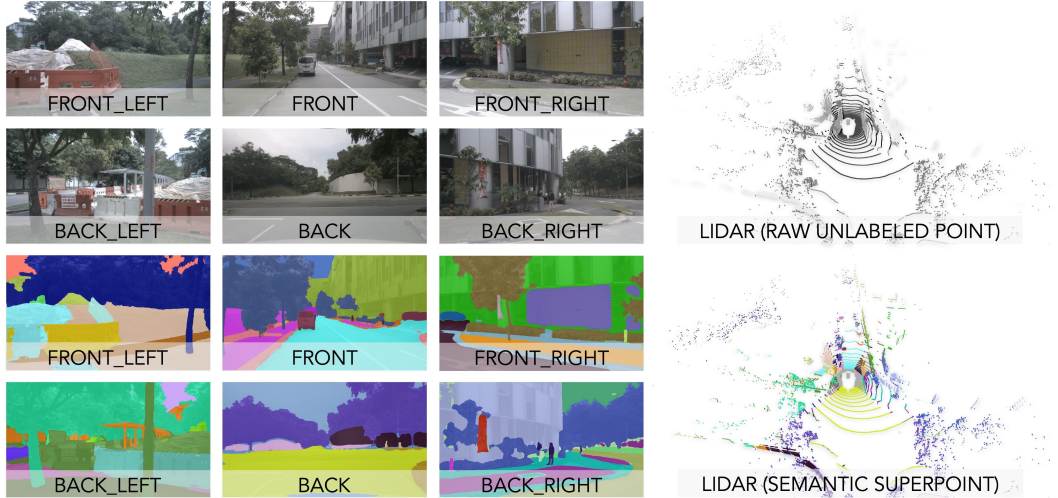 FRONT_LEFT
FRONT
FRONT_RIGHT
BACK_LEFT
BACK
BACK_RIGHT
LIDAR (RAW UNLABELED POINT)
FRONT_LEFT
FRONT
FRONT_RIGHT
BACK_LEFT
BACK
BACK_RIGHT
LIDAR (SEMANTIC SUPERPOINT)